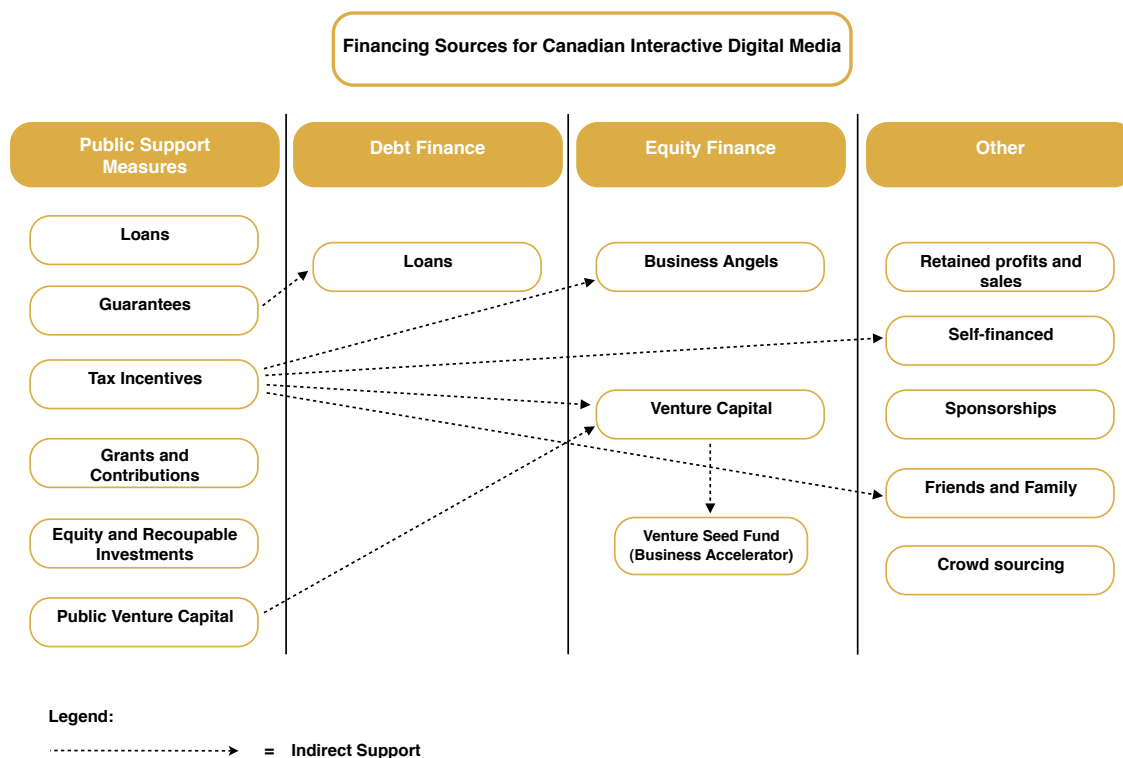 Financing Sources for Canadian Interactive Digital Media
Public Support
Measures
Loans
Guarantees
Tax Incentives
Grants and
Contributions
Equity and Recoupable
Investments
Public Venture Capital
Debt Finance
Loans
Equity Finance
Business Angels
Venture Capital
Venture Seed Fund
(Business Accelerator)
Other
Retained profits and
sales
Self-financed
Sponsorships
Friends and Family
Crowd sourcing
Legend:
= Indirect Support